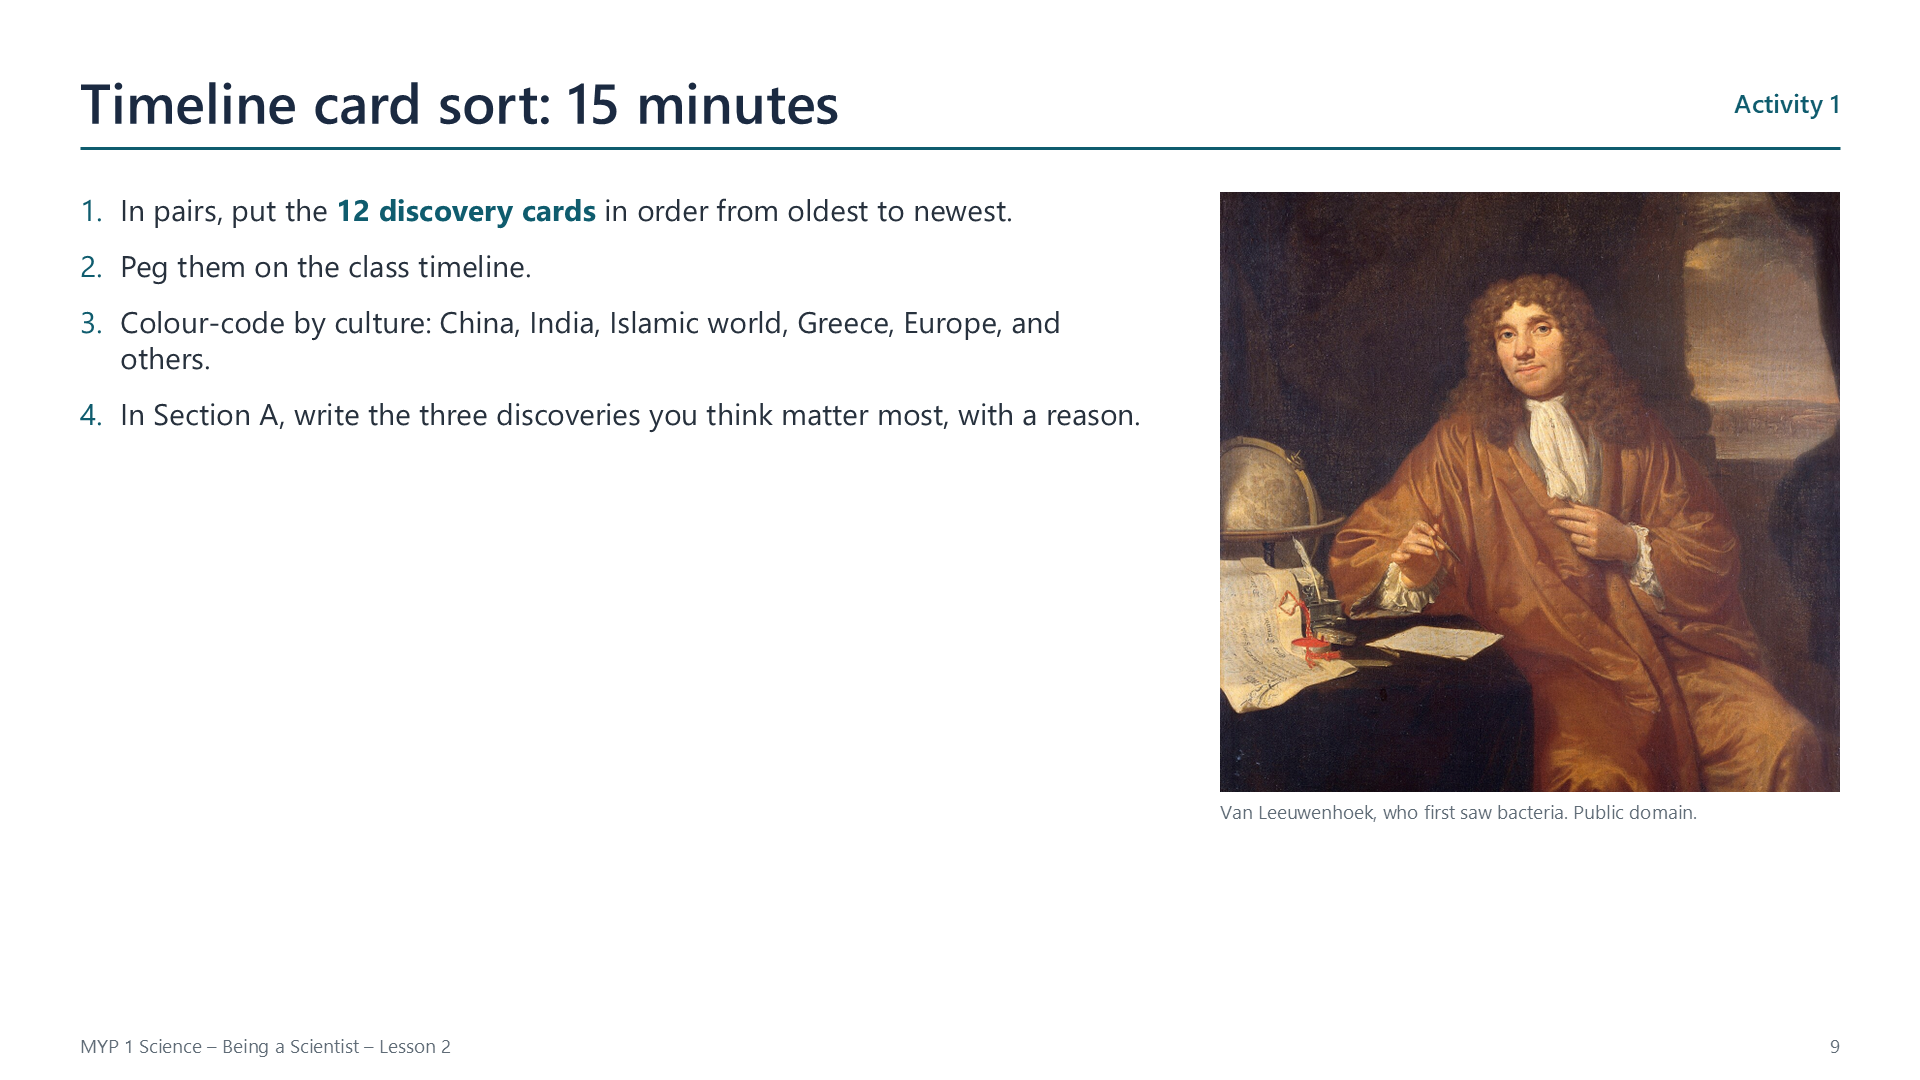 Timeline card sort: 15 minutes
Activity 1
1. In pairs, put the 12 discovery cards in order from oldest to newest.
2. Peg them on the class timeline.
3. Colour-code by culture: China, India, Islamic world, Greece, Europe, and
others.
4. In Section A, write the three discoveries you think matter most, with a reason.
Van Leeuwenhoek, who first saw bacteria. Public domain.
MYP 1 Science – Being a Scientist – Lesson 2
9